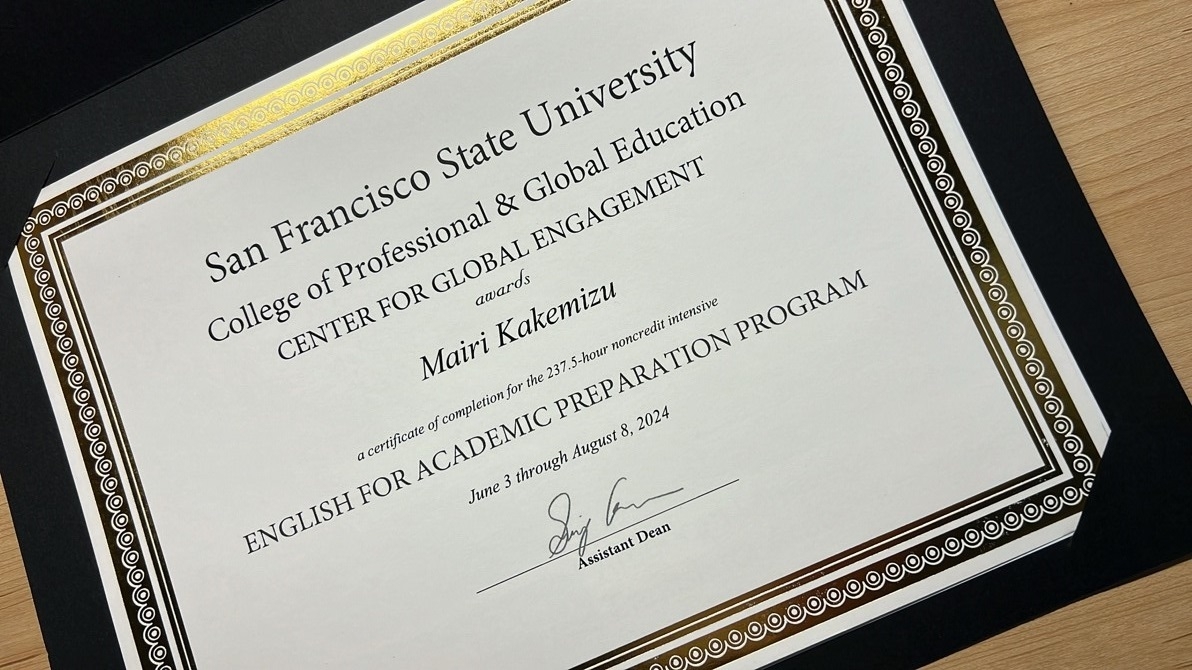 San Francisco State University
College of Professional & Global Education
CENTER FOR GLOBAL ENGAGEMENT
awards
Mairi Kakemizu
a certificate of completion for the 237.5-hour noncredit intensive
ENGLISH FOR ACADEMIC PREPARATION PROGRAM
June 3 through August 8, 2024
Assistant Dean